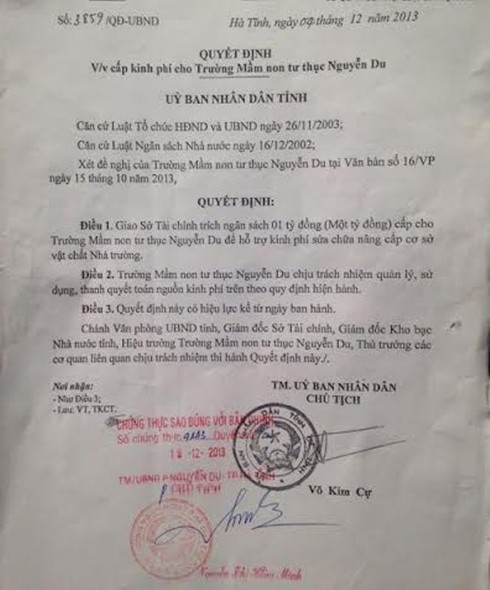 Số: 3859/QĐ-UBND
Hà Tĩnh, ngày 09 tháng 12 năm 2013
QUYẾT ĐỊNH
V/v cấp kinh phí cho Trường Mầm non tư thục Nguyễn Du
UỶ BAN NHÂN DÂN TỈNH
Căn cứ Luật Tổ chức HĐND và UBND ngày 26/11/2003;
Căn cứ Luật Ngân sách Nhà nước ngày 16/12/2002;
Xét đề nghị của Trường Mầm non tư thục Nguyễn Du tại Văn bản số 16/VP
ngày 15 tháng 10 năm 2013,
QUYẾT ĐỊNH:
Điều 1. Giao Sở Tài chính trích ngân sách 01 tỷ đồng (Một tỷ đồng) cấp cho
Trường Mầm non tư thục Nguyễn Du để hỗ trợ kinh phí sửa chữa nâng cấp cơ sở
vật chất Nhà trường.
Điều 2. Trường Mầm non tư thục Nguyễn Du chịu trách nhiệm quản lý, sử
dụng, thanh quyết toán nguồn kinh phí trên theo quy định hiện hành.
Điều 3. Quyết định này có hiệu lực kể từ ngày ban hành.
Chánh Văn phòng UBND tỉnh, Giám đốc Sở Tài chính, Giám đốc Kho bạc
Nhà nước tỉnh, Hiệu trưởng Trường Mầm non tư thục Nguyễn Du, Thủ trưởng các
cơ quan liên quan chịu trách nhiệm thi hành Quyết định này./.
Nơi nhận:
- Như Điều 3;
- Lưu: VT, TKCT.
TM. UỶ BAN NHÂN DÂN
CHỦ TỊCH
CHỨNG THỰC SAO ĐÚNG VỚI BẢN CHÍNH
Số chứng thực Quyển
18 -12- 2013
TM/UBND P NGUYỄN DU
Võ Kim Cự